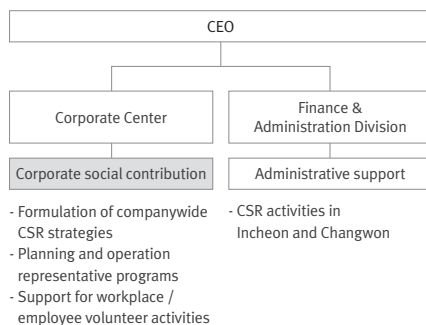 CEO
Corporate Center
Finance &
Administration Division
Corporate social contribution
Administrative support
- Formulation of companywide
CSR strategies
- Planning and operation
representative programs
- Support for workplace /
employee volunteer activities
- CSR activities in
Incheon and Changwon